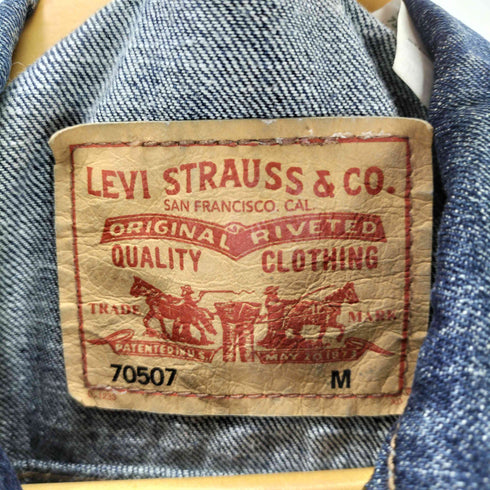 LEVI STRAUSS & CO.
SAN FRANCISCO, CAL.
ORIGINAL RIVETED
QUALITY CLOTHING
TRADE MARK
PATENTED IN U.S. MAY 20 1873
70507 M